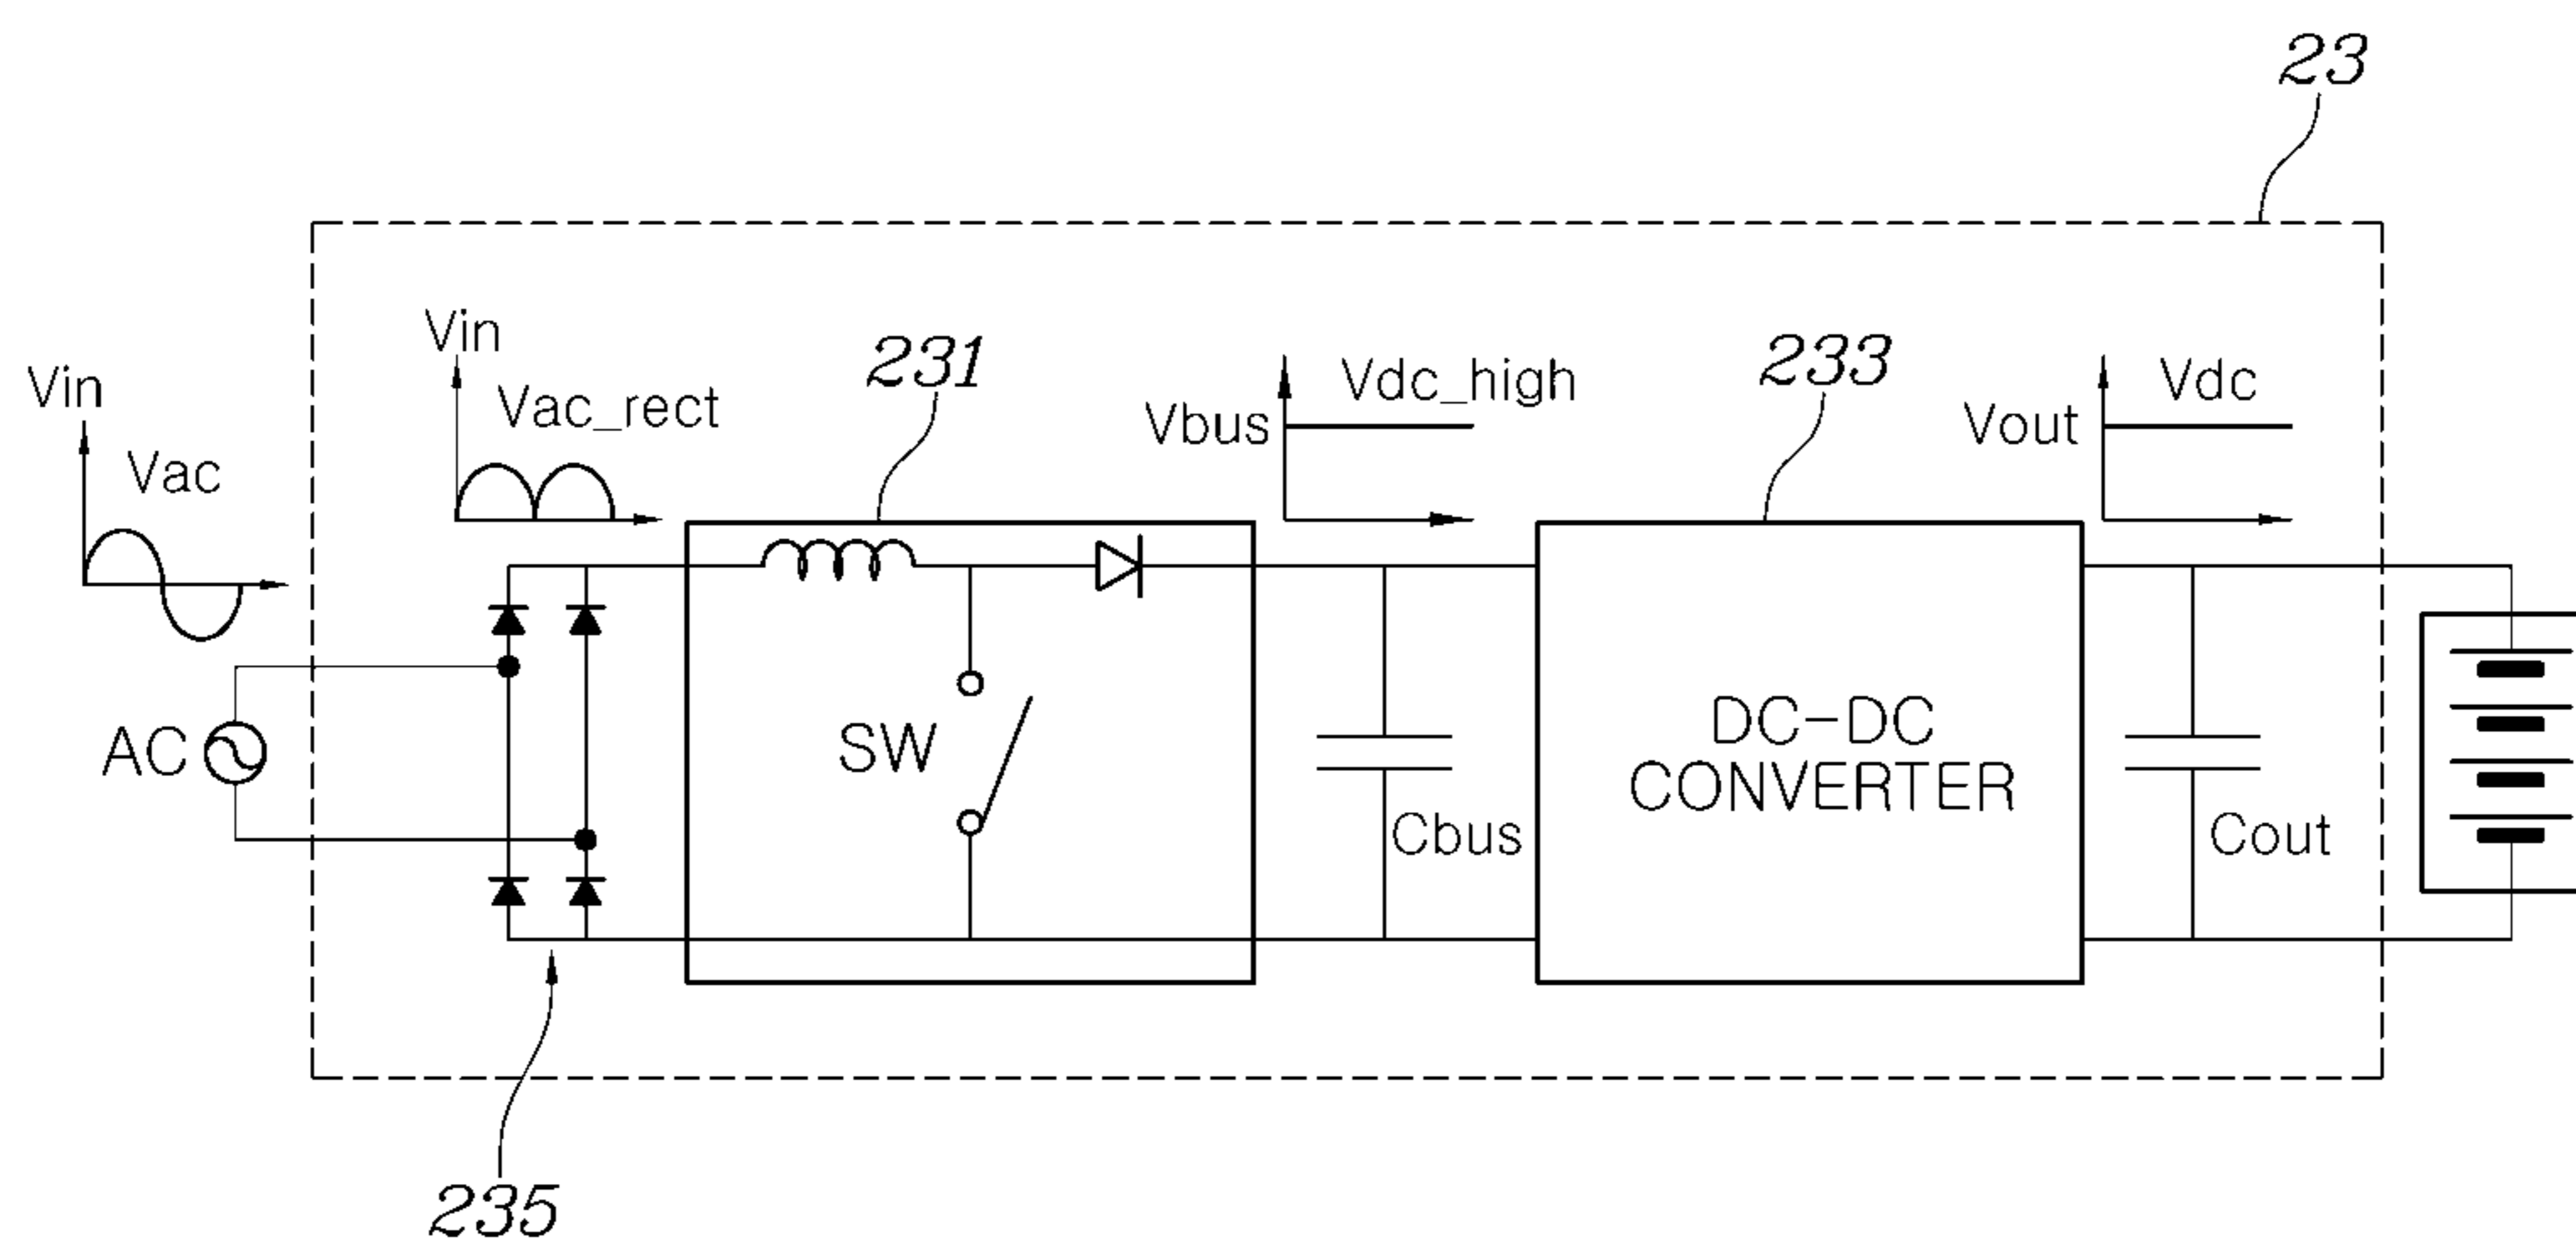 23
Vin
Vac_rect
231
Vdc_high
Vbus
233
Vdc
Vout
Vin
Vac
AC
SW
Cbus
DC-DC
CONVERTER
Cout
235